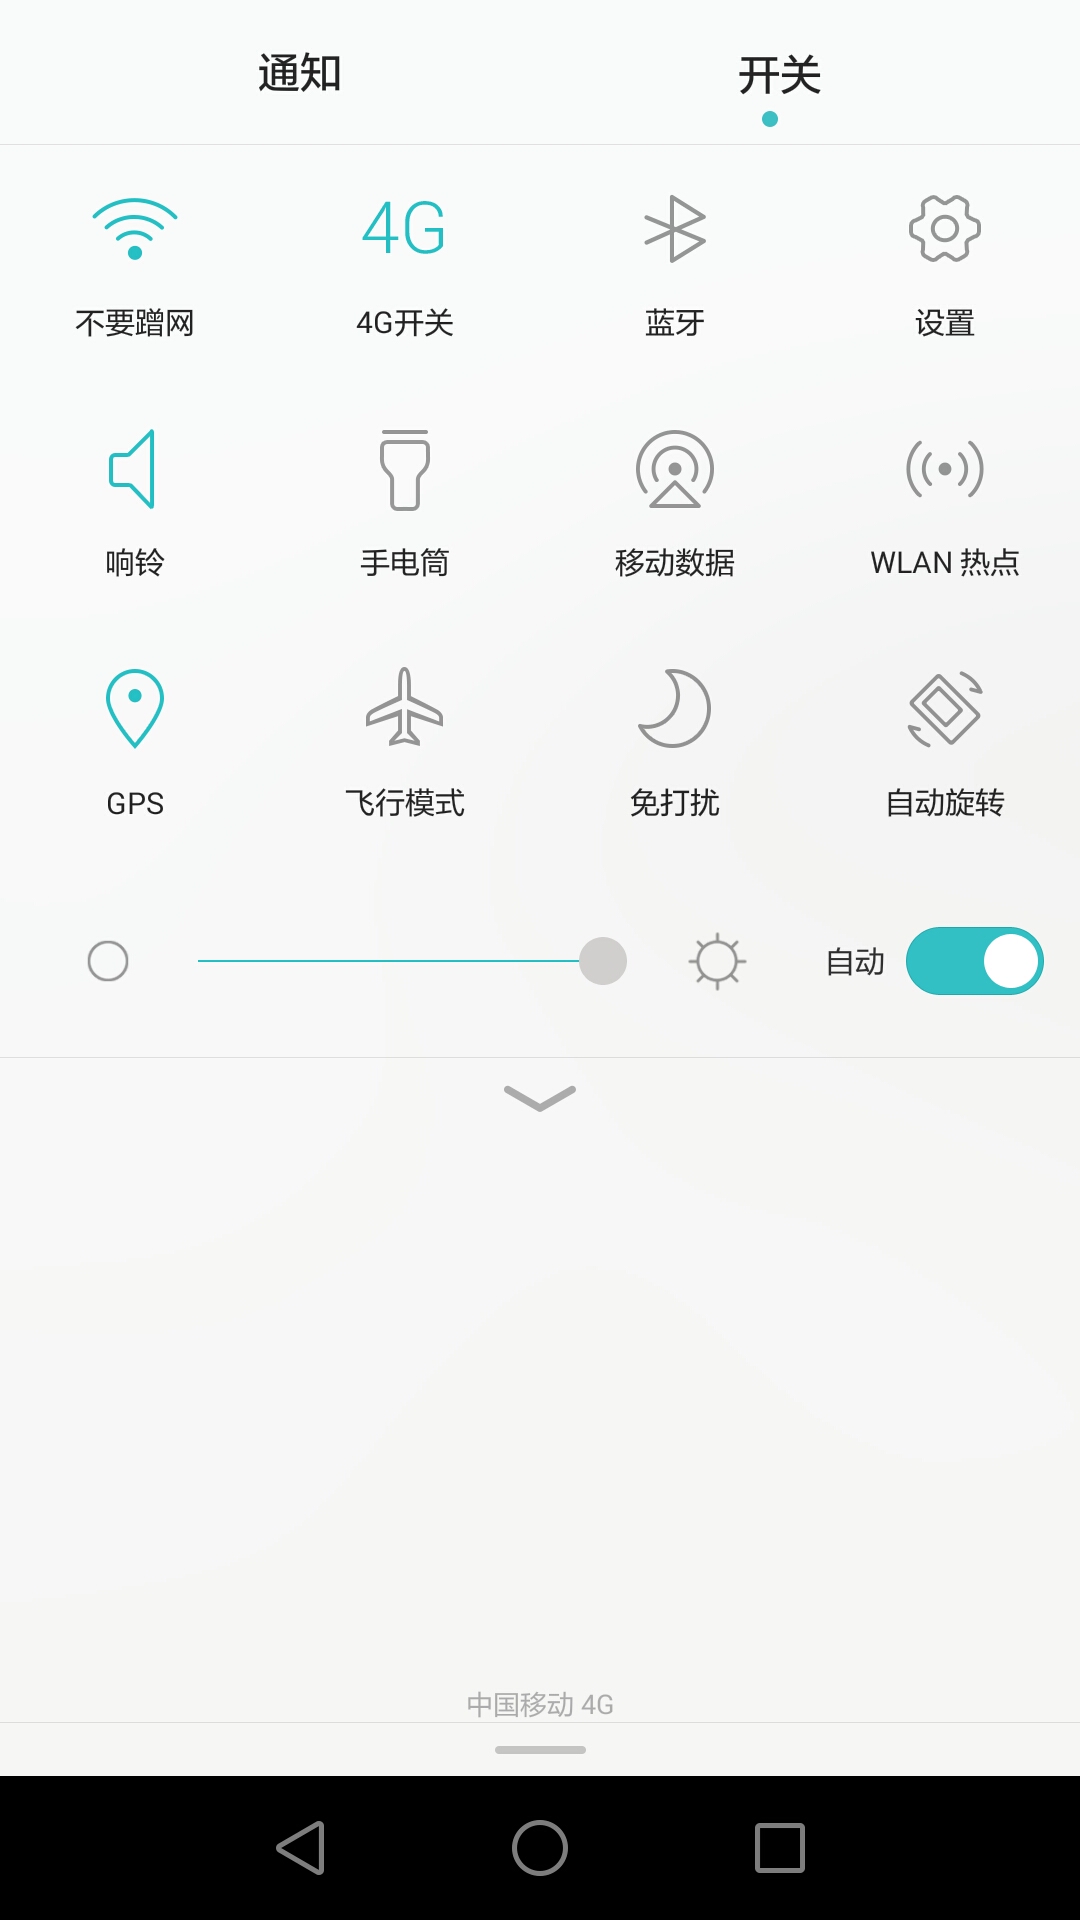 通知
开关
4G
不要蹭网
4G开关
蓝牙
设置
响铃
手电筒
移动数据
WLAN 热点
GPS
飞行模式
免打扰
自动旋转
自动
中国移动 4G